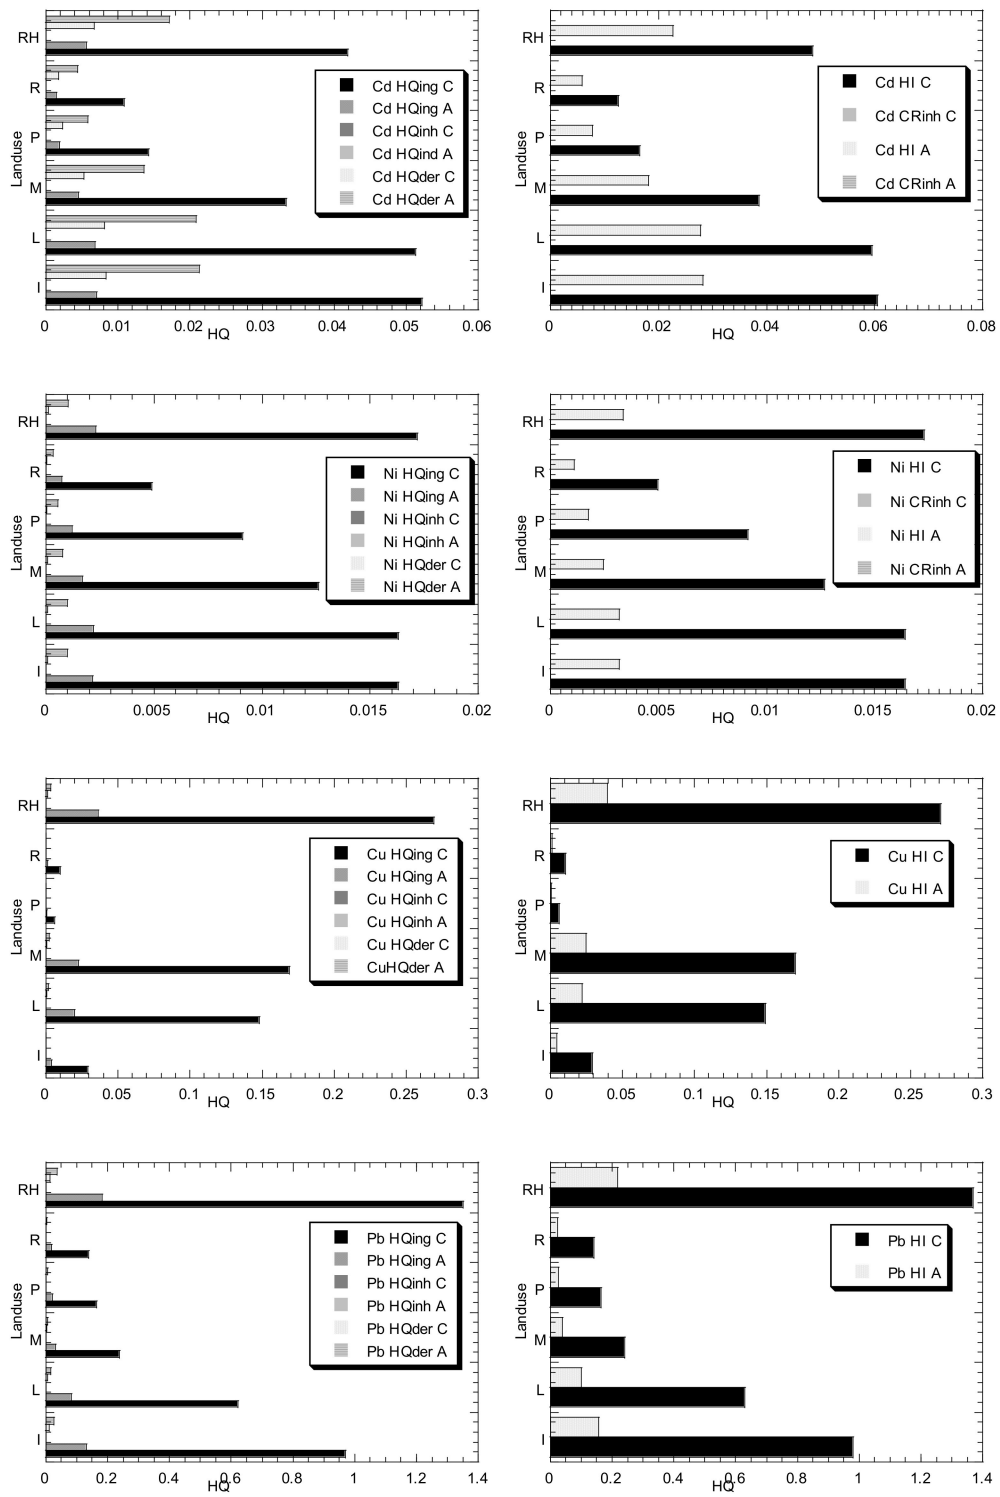 Landuse
RH
R
P
M
L
I
Cd HQing C
Cd HQing A
Cd HQinh C
Cd HQind A
Cd HQder C
Cd HQder A
0 0.01 0.02 0.03 0.04 0.05 0.06
HQ
Landuse
RH
R
P
M
L
I
Cd HI C
Cd CRinh C
Cd HI A
Cd CRinh A
0 0.02 0.04 0.06 0.08
HQ
Landuse
RH
R
P
M
L
I
Ni HQing C
Ni HQing A
Ni HQinh C
Ni HQinh A
Ni HQder C
Ni HQder A
0 0.005 0.01 0.015 0.02
HQ
Landuse
RH
R
P
M
L
I
Ni HI C
Ni CRinh C
Ni HI A
Ni CRinh A
0 0.005 0.01 0.015 0.02
HQ
Landuse
RH
R
P
M
L
I
Cu HQing C
Cu HQing A
Cu HQinh C
Cu HQinh A
Cu HQder C
CuHQder A
0 0.05 0.1 0.15 0.2 0.25 0.3
HQ
Landuse
RH
R
P
M
L
I
Cu HI C
Cu HI A
0 0.05 0.1 0.15 0.2 0.25 0.3
HQ
Landuse
RH
R
P
M
L
I
Pb HQing C
Pb HQing A
Pb HQinh C
Pb HQinh A
Pb HQder C
Pb HQder A
0 0.2 0.4 0.6 0.8 1 1.2 1.4
HQ
Landuse
RH
R
P
M
L
I
Pb HI C
Pb HI A
0 0.2 0.4 0.6 0.8 1 1.2 1.4
HQ